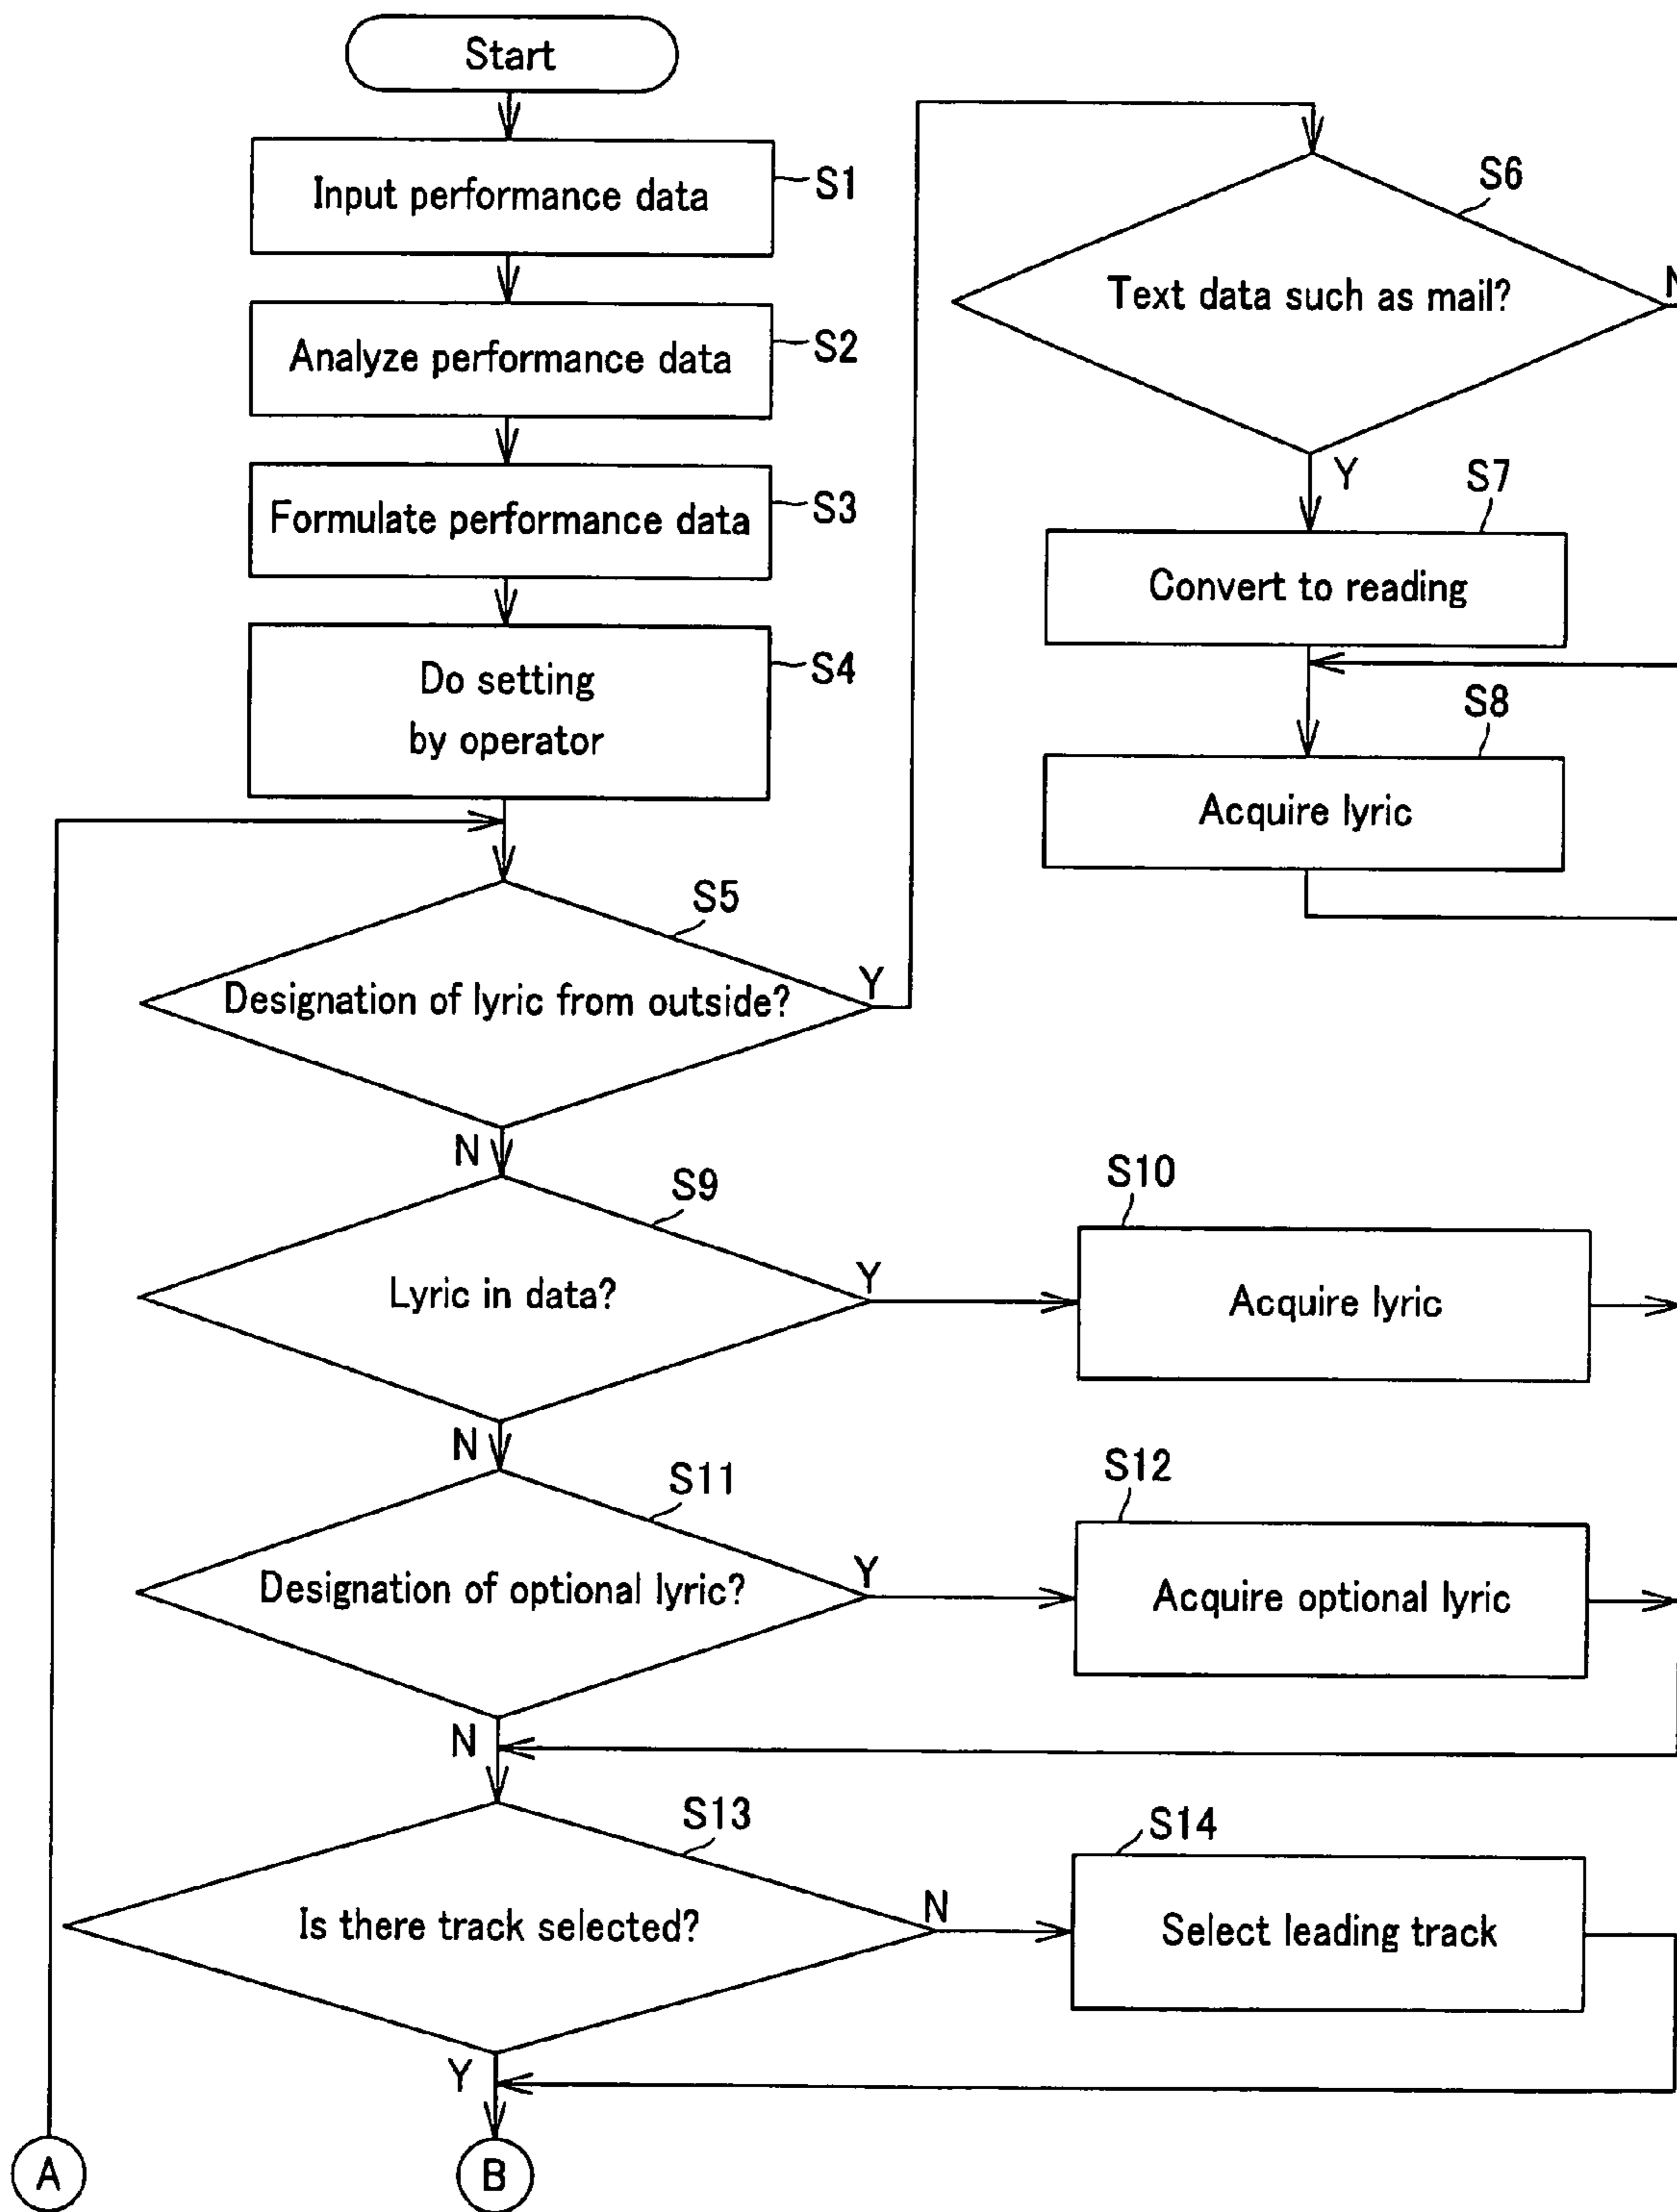 Start
Input performance data
S1
Analyze performance data
S2
Formulate performance data
S3
Do setting
by operator
S4
Designation of lyric from outside?
S5
Y
N
Text data such as mail?
S6
N
Y
Convert to reading
S7
Acquire lyric
S8
Lyric in data?
S9
Y
N
Acquire lyric
S10
Designation of optional lyric?
S11
Y
N
Acquire optional lyric
S12
Is there track selected?
S13
N
Y
Select leading track
S14
A
B